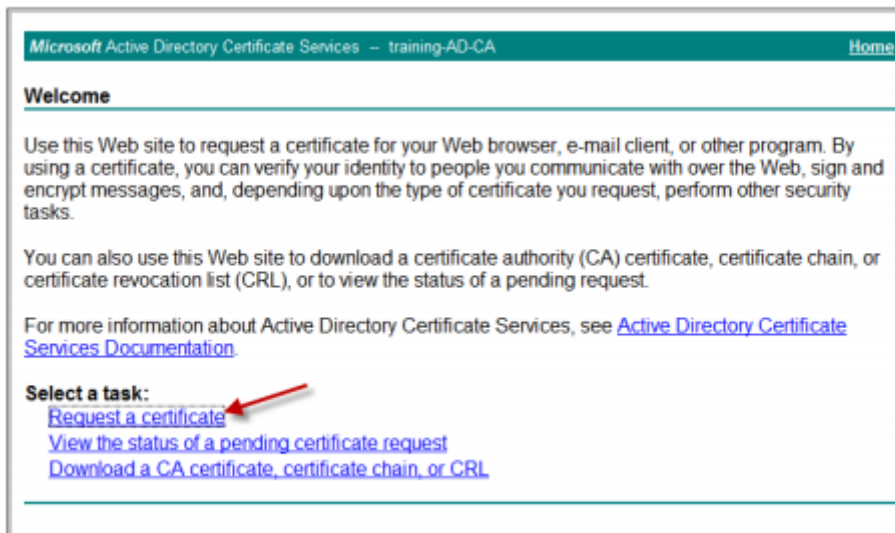 Microsoft Active Directory Certificate Services -- training-AD-CA Home
Welcome
Use this Web site to request a certificate for your Web browser, e-mail client, or other program. By
using a certificate, you can verify your identity to people you communicate with over the Web, sign and
encrypt messages, and, depending upon the type of certificate you request, perform other security
tasks.
You can also use this Web site to download a certificate authority (CA) certificate, certificate chain, or
certificate revocation list (CRL), or to view the status of a pending request.
For more information about Active Directory Certificate Services, see Active Directory Certificate
Services Documentation.
Select a task:
Request a certificate
View the status of a pending certificate request
Download a CA certificate, certificate chain, or CRL